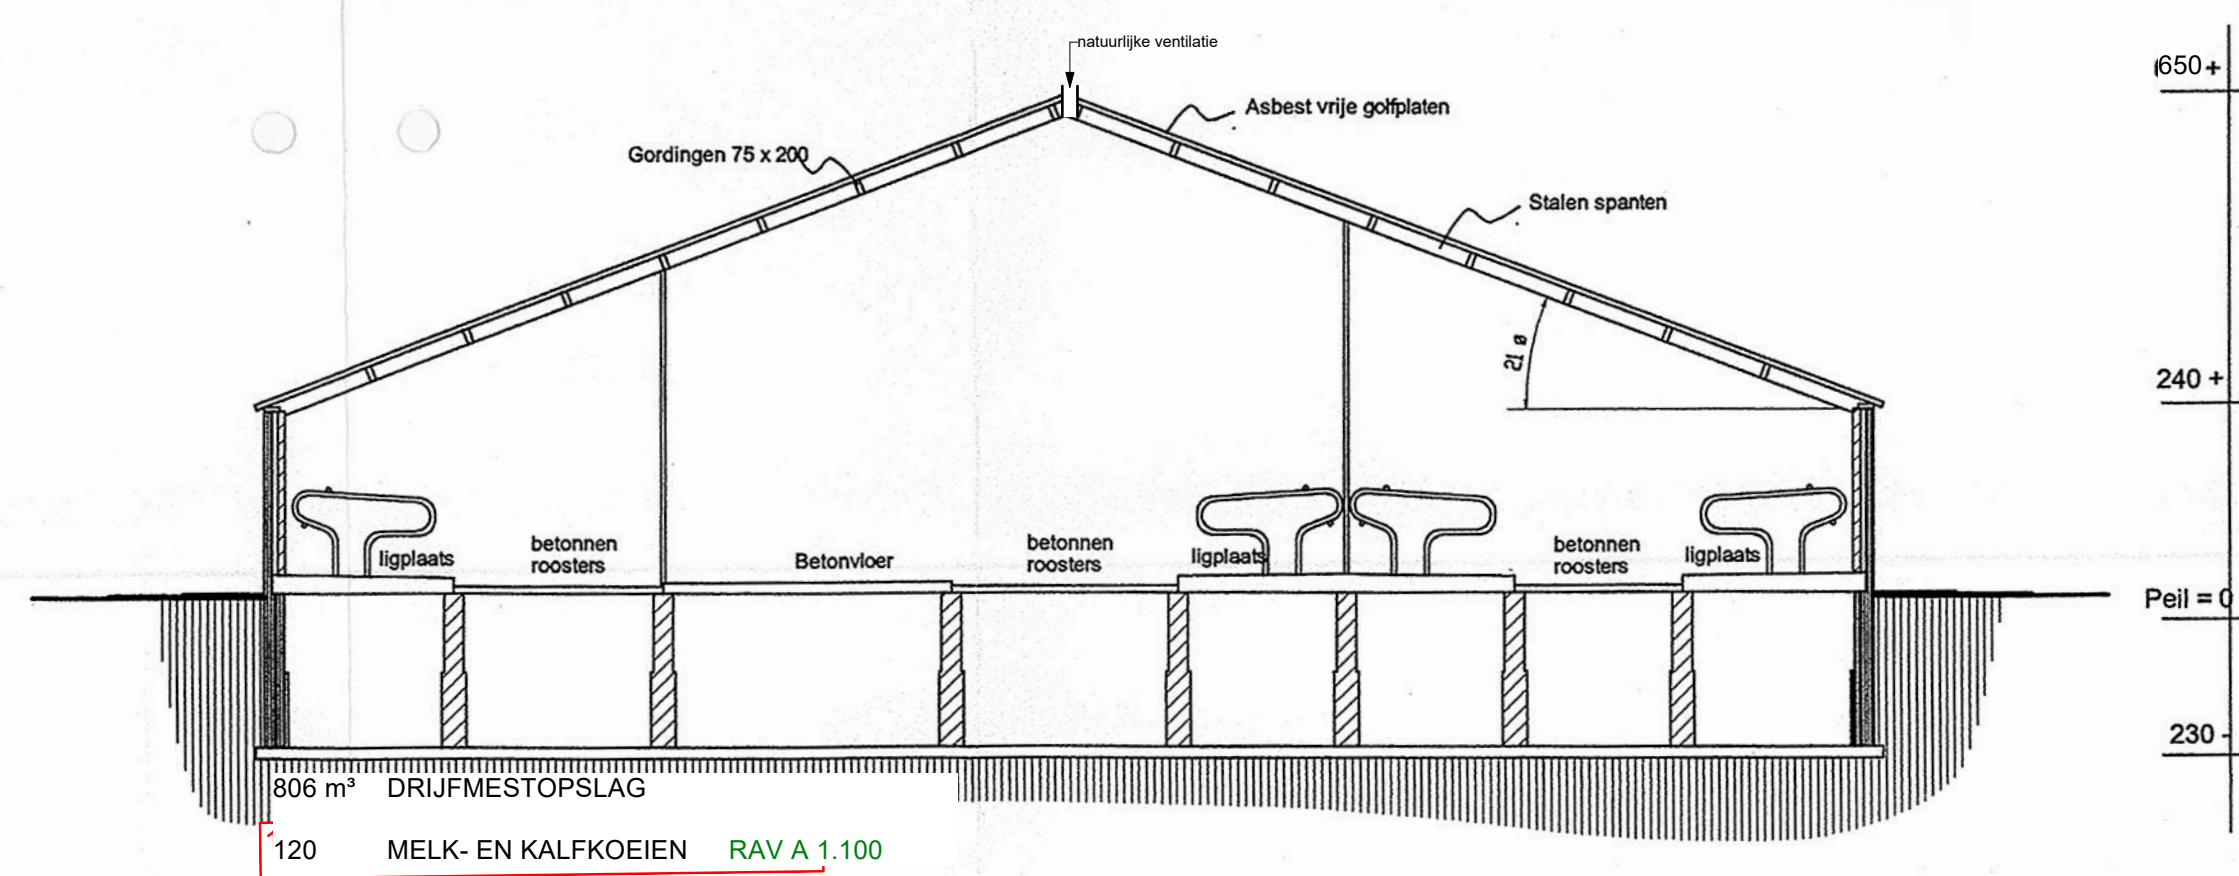 natuurlijke ventilatie
650+
Asbest vrije golfplaten
Gordingen 75 x 200
Stalen spanten
21 ø
240 +
ligplaats
betonnen
roosters
Betonvloer
betonnen
roosters
ligplaats
betonnen
roosters
ligplaats
Peil = 0
230 -
806 m³ DRIJFMESTOPSLAG
120 MELK- EN KALFKOEIEN RAV A 1.100